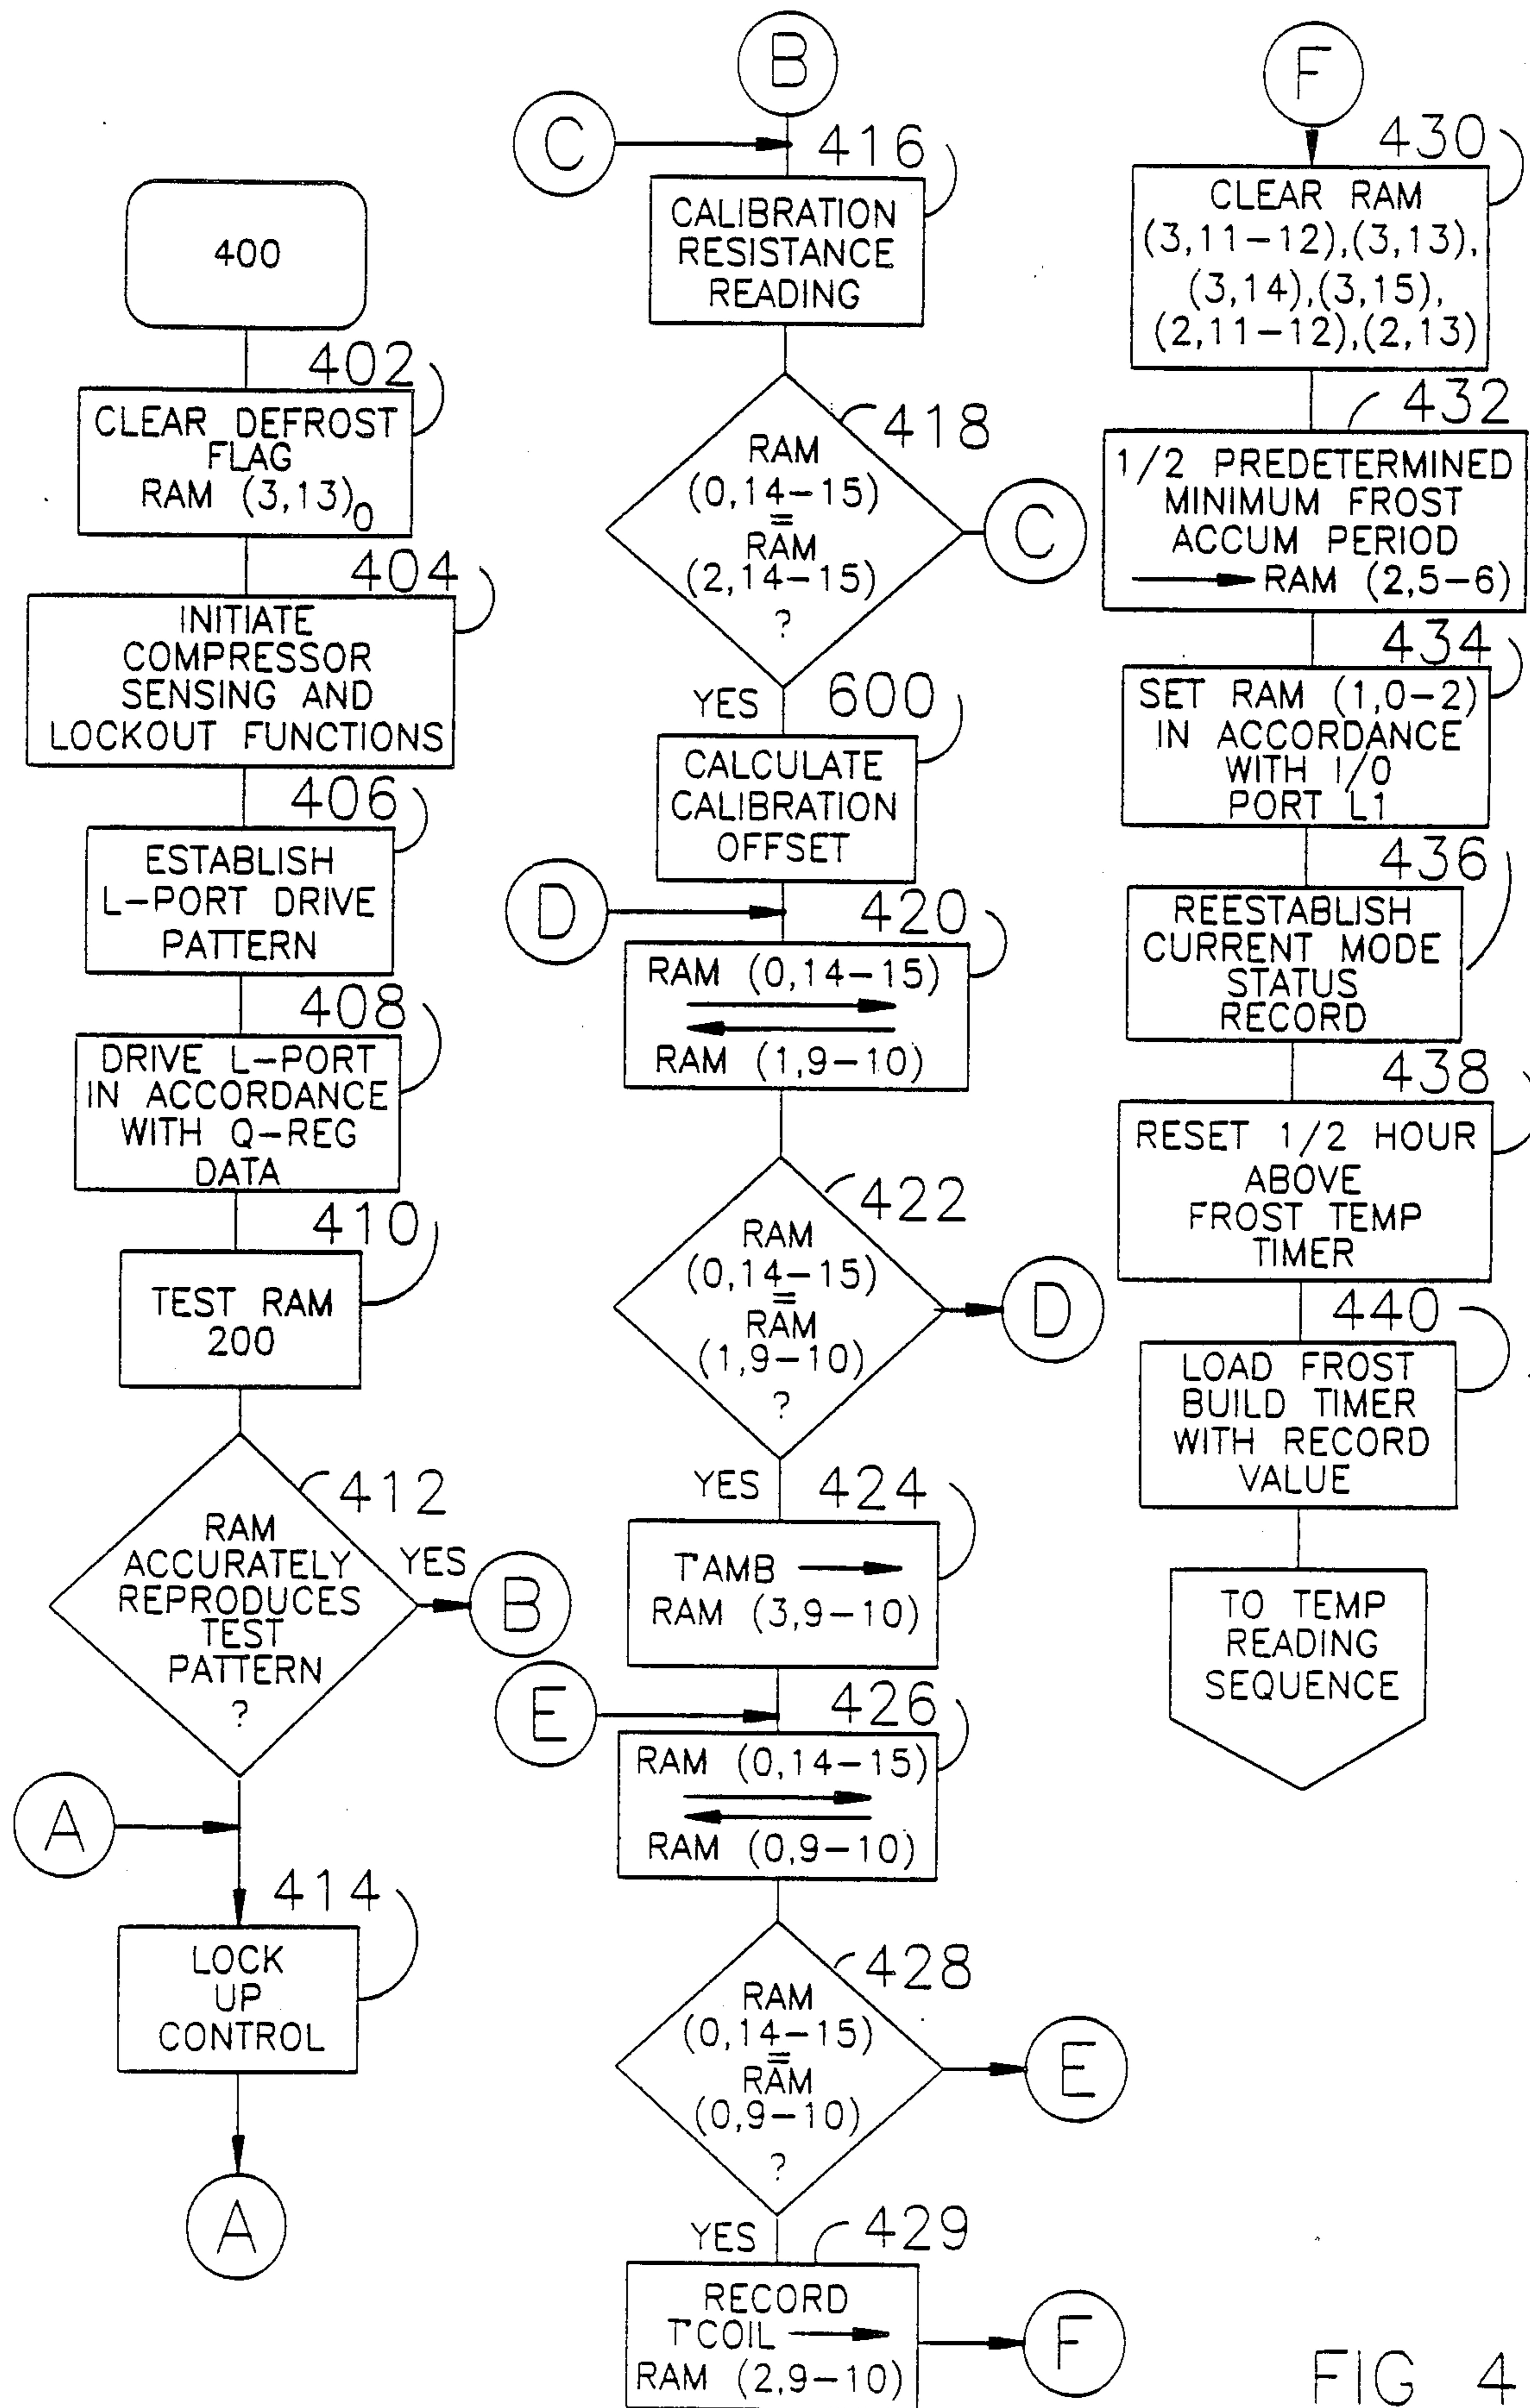 400
402
CLEAR DEFROST
FLAG
RAM (3,13)0
404
INITIATE
COMPRESSOR
SENSING AND
LOCKOUT FUNCTIONS
406
ESTABLISH
L-PORT DRIVE
PATTERN
408
DRIVE L-PORT
IN ACCORDANCE
WITH Q-REG
DATA
410
TEST RAM
200
412
RAM
ACCURATELY
REPRODUCES
TEST
PATTERN
?
YES
B
A
414
LOCK
UP
CONTROL
A
B
C
416
CALIBRATION
RESISTANCE
READING
418
RAM
(0,14-15)
=
RAM
(2,14-15)
?
C
YES
600
CALCULATE
CALIBRATION
OFFSET
D
420
RAM (0,14-15)
RAM (1,9-10)
422
RAM
(0,14-15)
=
RAM
(1,9-10)
?
D
YES
424
TAMB
RAM (3,9-10)
E
426
RAM (0,14-15)
RAM (0,9-10)
428
RAM
(0,14-15)
=
RAM
(0,9-10)
?
E
YES
429
RECORD
TCOIL
RAM (2,9-10)
F
F
430
CLEAR RAM
(3,11-12),(3,13),
(3,14),(3,15),
(2,11-12),(2,13)
432
1/2 PREDETERMINED
MINIMUM FROST
ACCUM PERIOD
RAM (2,5-6)
434
SET RAM (1,0-2)
IN ACCORDANCE
WITH I/O
PORT L1
436
REESTABLISH
CURRENT MODE
STATUS
RECORD
438
RESET 1/2 HOUR
ABOVE
FROST TEMP
TIMER
440
LOAD FROST
BUILD TIMER
WITH RECORD
VALUE
TO TEMP
READING
SEQUENCE
FIG 4